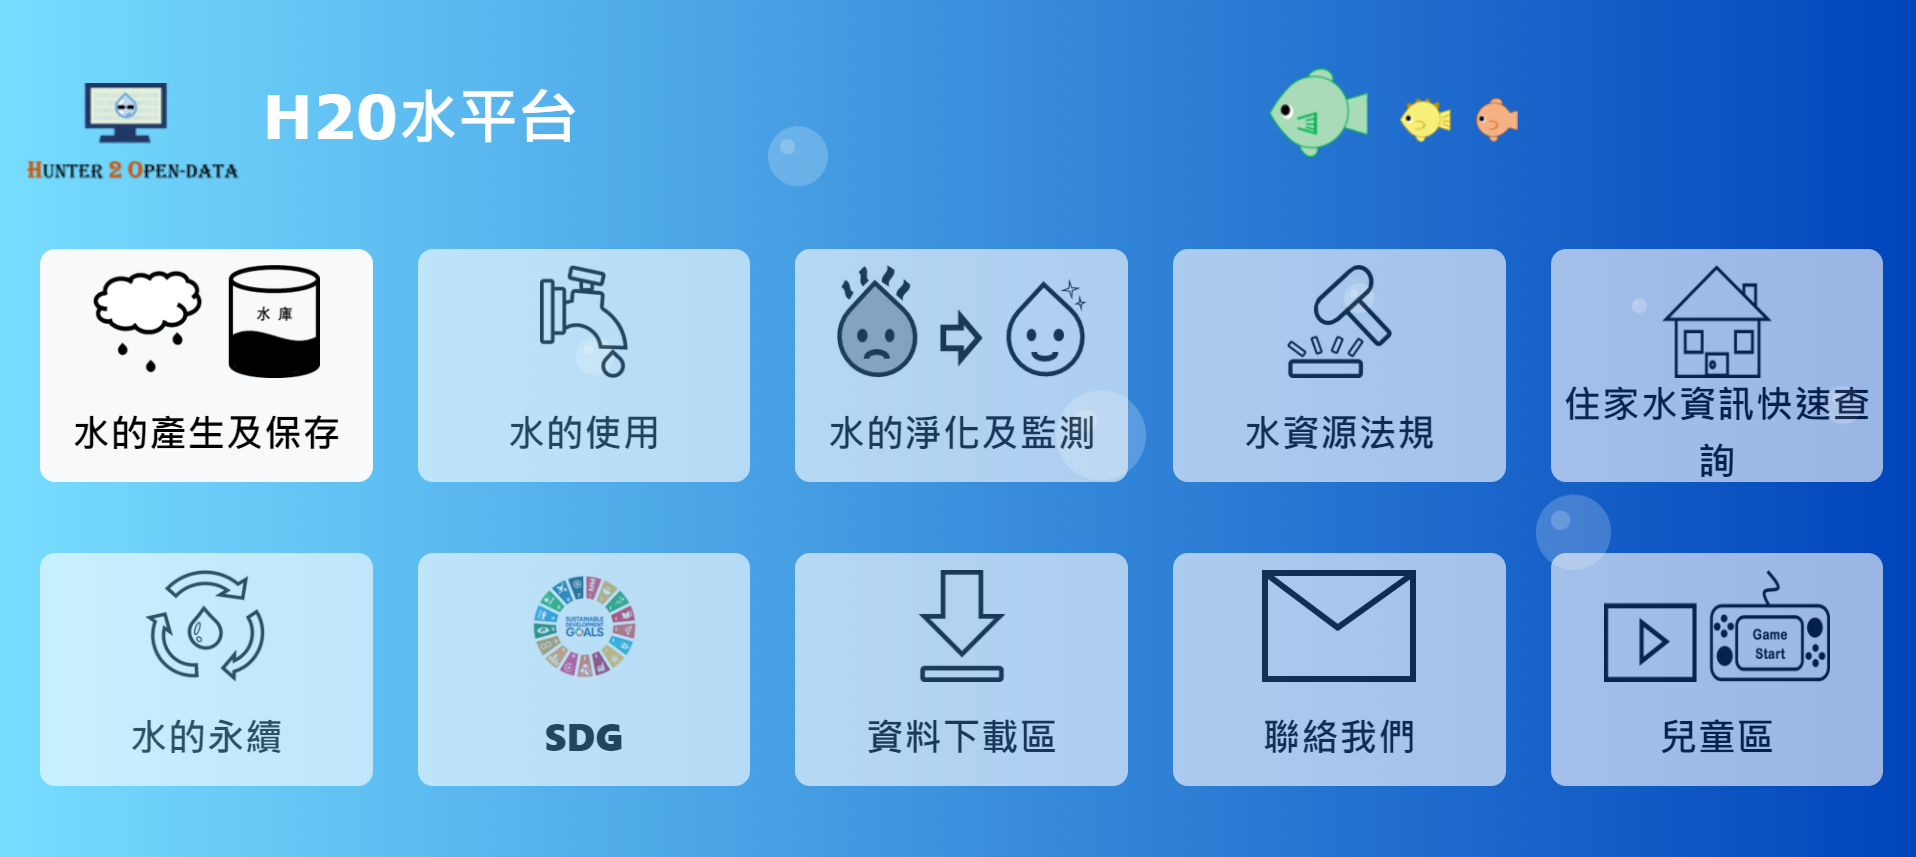 H20水平台
HUNTER 2 OPEN-DATA
水庫
水的產生及保存
水的使用
水的淨化及監測
水資源法規
住家水資訊快速查
詢
SUSTAINABLE
DEVELOPMENT
GOALS
Game
Start
水的永續
SDG
資料下載區
聯絡我們
兒童區